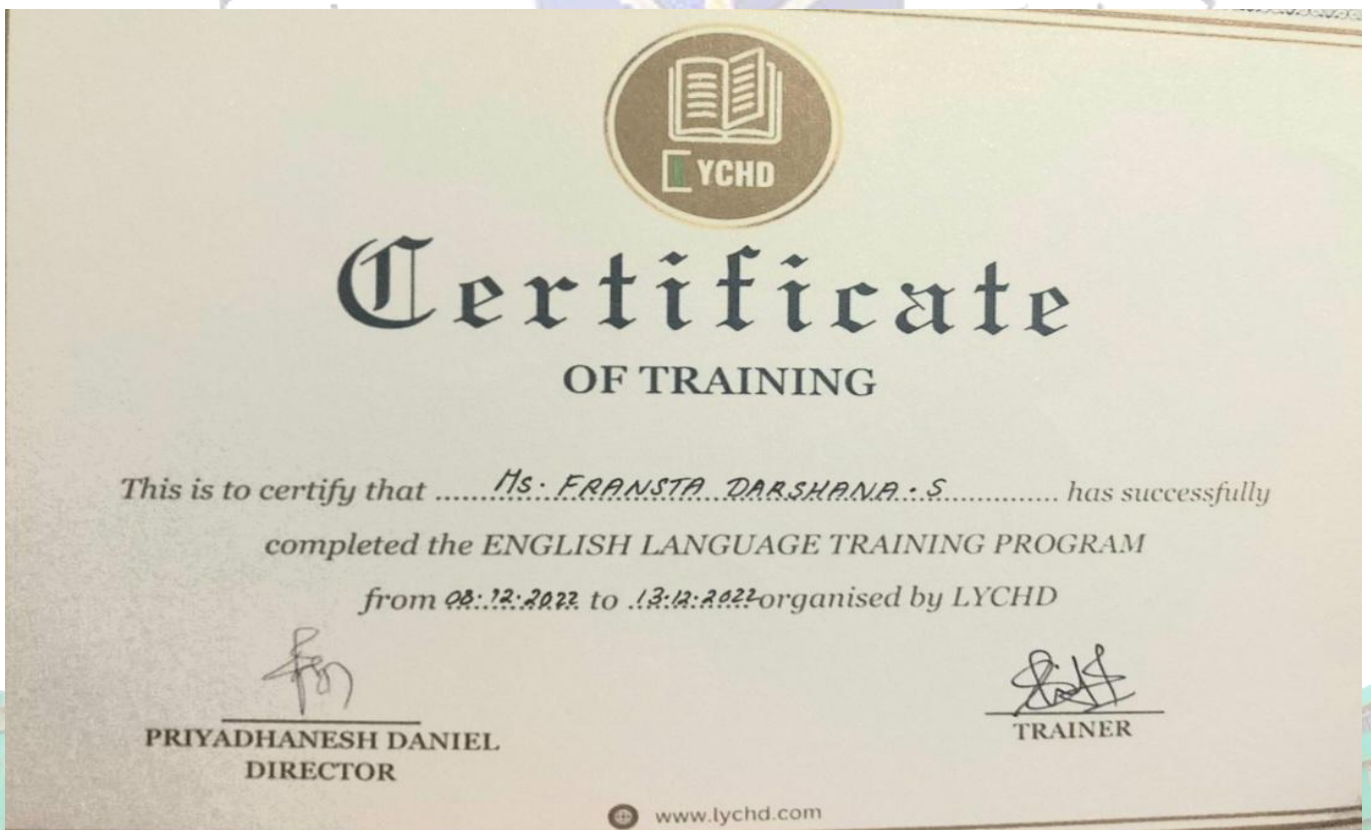 LYCHD
Certificate
OF TRAINING
This is to certify that ......Ms. FRANSTA DARSHANA. S............ has successfully
completed the ENGLISH LANGUAGE TRAINING PROGRAM
from 08.12.2022 to .13.12.2022 organised by LYCHD
PRIYADHANESH DANIEL
DIRECTOR
TRAINER
www.lychd.com